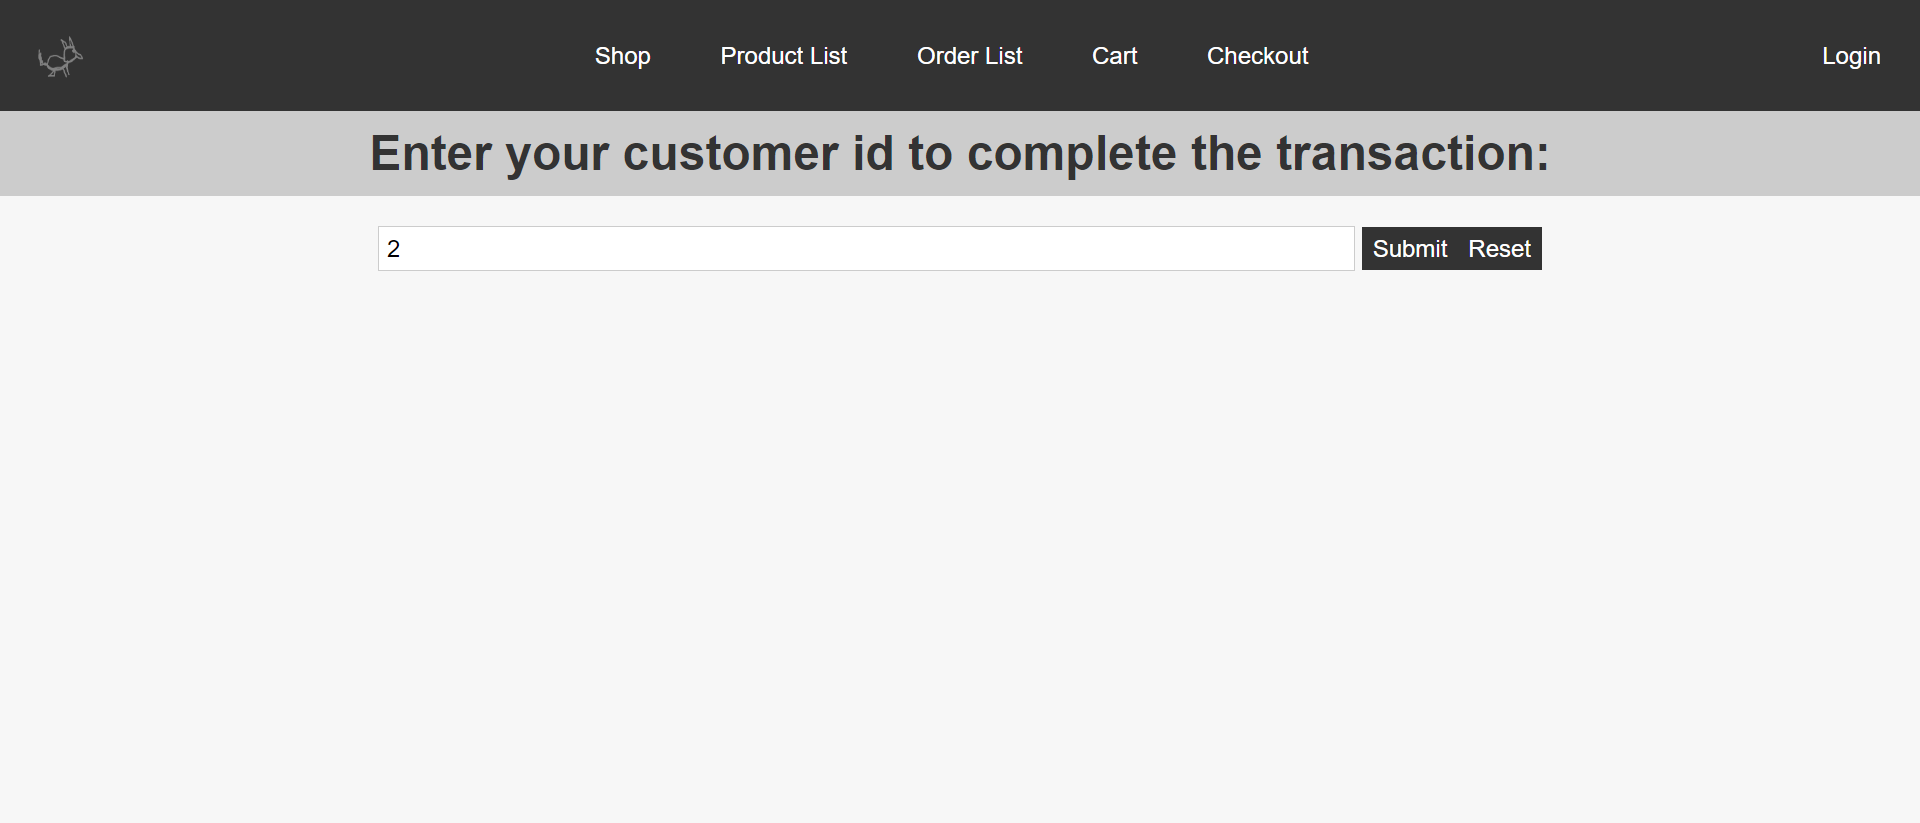 Shop Product List Order List Cart Checkout Login
Enter your customer id to complete the transaction:
2 Submit Reset